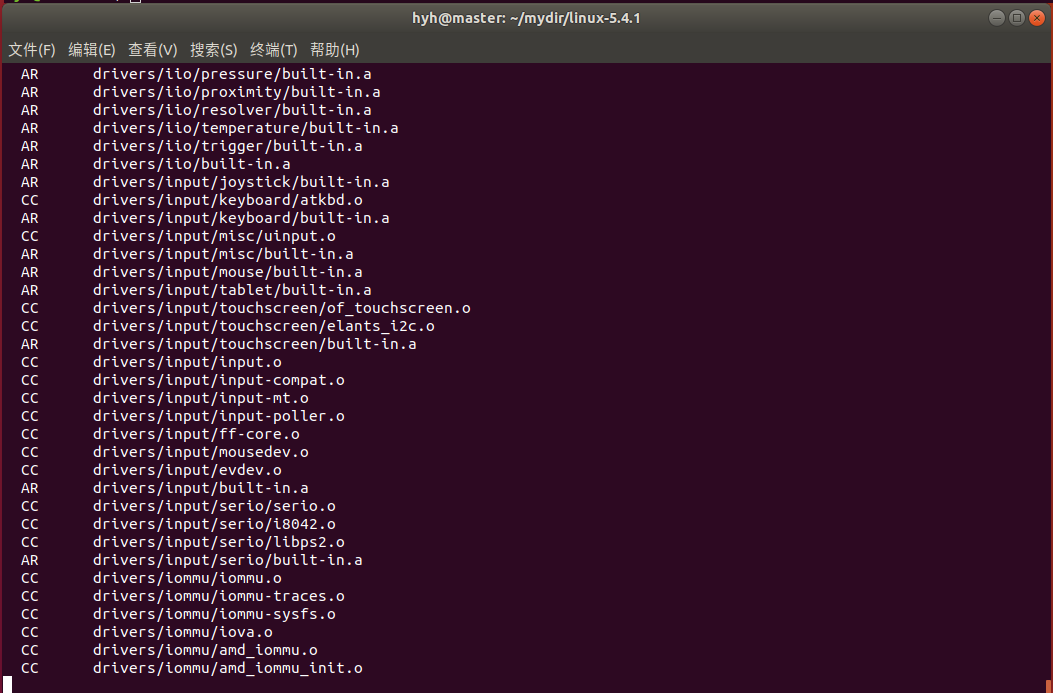 hyh@master: ~/mydir/linux-5.4.1
文件(F) 编辑(E) 查看(V) 搜索(S) 终端(T) 帮助(H)
AR drivers/iio/pressure/built-in.a
AR drivers/iio/proximity/built-in.a
AR drivers/iio/resolver/built-in.a
AR drivers/iio/temperature/built-in.a
AR drivers/iio/trigger/built-in.a
AR drivers/iio/built-in.a
AR drivers/input/joystick/built-in.a
CC drivers/input/keyboard/atkbd.o
AR drivers/input/keyboard/built-in.a
CC drivers/input/misc/uinput.o
AR drivers/input/misc/built-in.a
AR drivers/input/mouse/built-in.a
AR drivers/input/tablet/built-in.a
CC drivers/input/touchscreen/of_touchscreen.o
CC drivers/input/touchscreen/elants_i2c.o
AR drivers/input/touchscreen/built-in.a
CC drivers/input/input.o
CC drivers/input/input-compat.o
CC drivers/input/input-mt.o
CC drivers/input/input-poller.o
CC drivers/input/ff-core.o
CC drivers/input/mousedev.o
CC drivers/input/evdev.o
AR drivers/input/built-in.a
CC drivers/input/serio/serio.o
CC drivers/input/serio/i8042.o
CC drivers/input/serio/libps2.o
AR drivers/input/serio/built-in.a
CC drivers/iommu/iommu.o
CC drivers/iommu/iommu-traces.o
CC drivers/iommu/iommu-sysfs.o
CC drivers/iommu/iova.o
CC drivers/iommu/amd_iommu.o
CC drivers/iommu/amd_iommu_init.o